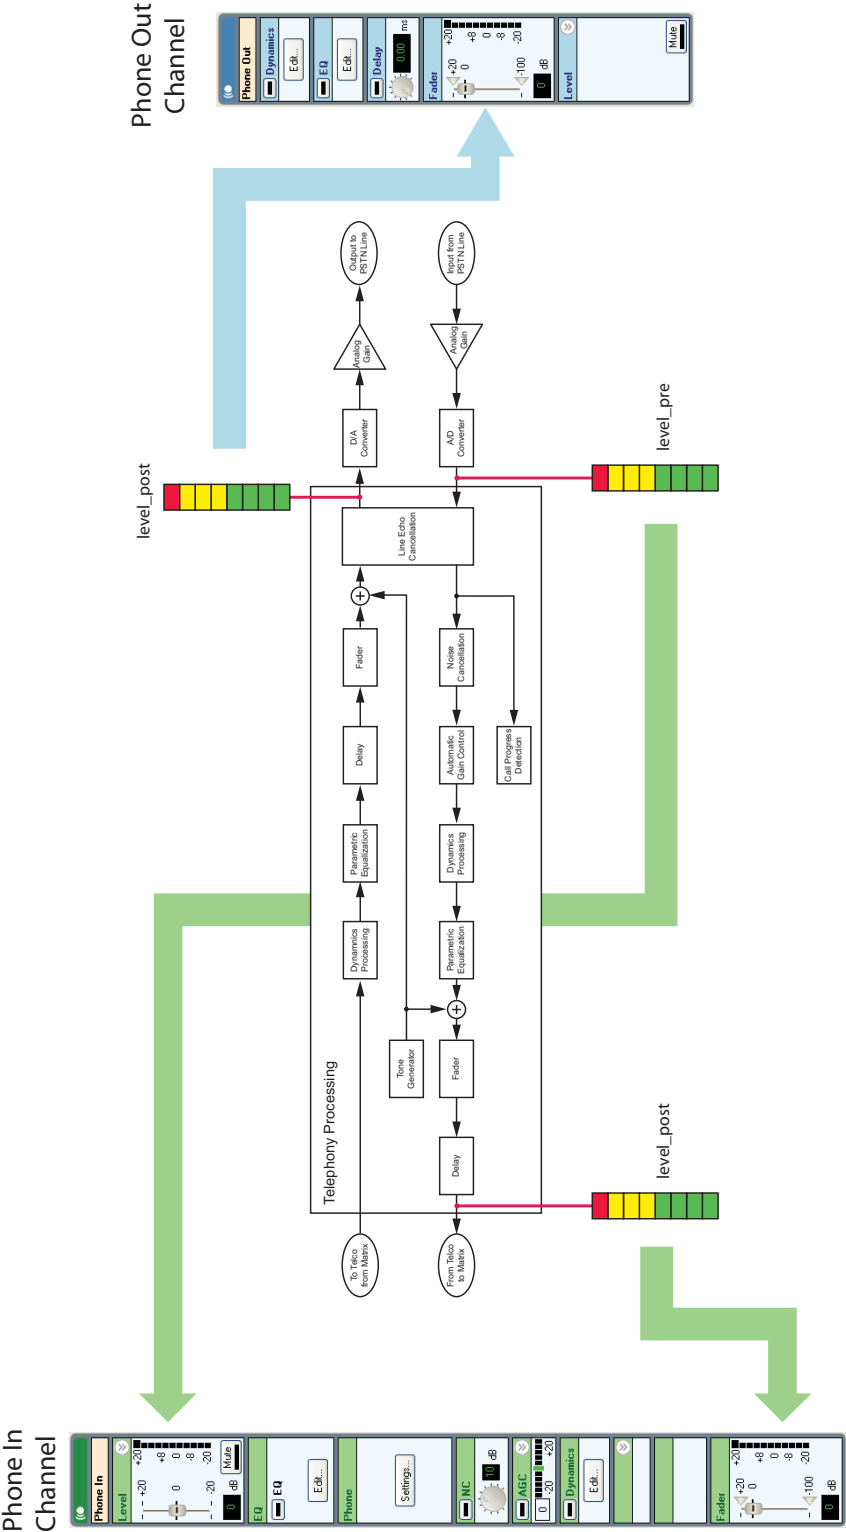 Phone In
Channel
Phone In
Level
+20
0
-20
+20
+8
0
-8
-20
0 dB
Mute
EQ
EQ
Edit...
Phone
Settings...
NC
10 dB
AGC
0
-20
+20
Dynamics
Edit...
Fader
+20
0
-100
+20
+8
0
-8
-20
0 dB
Telephony Processing
To Telco
from Matrix
Dynamnics
Processing
Parametric
Equalization
Delay
Fader
+
Line Echo
Cancellation
level_post
D/A
Converter
Analog
Gain
Output to
PSTN Line
Tone
Generator
From Telco
to Matrix
Delay
Fader
+
Parametric
Equalization
Dynamics
Processing
Automatic
Gain Control
Noise
Cancellation
Call Progress
Detection
A/D
Converter
Analog
Gain
Input from
PSTN Line
level_post
level_pre
Phone Out
Channel
Phone Out
Dynamics
Edit...
EQ
Edit...
Delay
0.00 ms
Fader
+20
0
-100
+20
+8
0
-8
-20
0 dB
Level
Mute